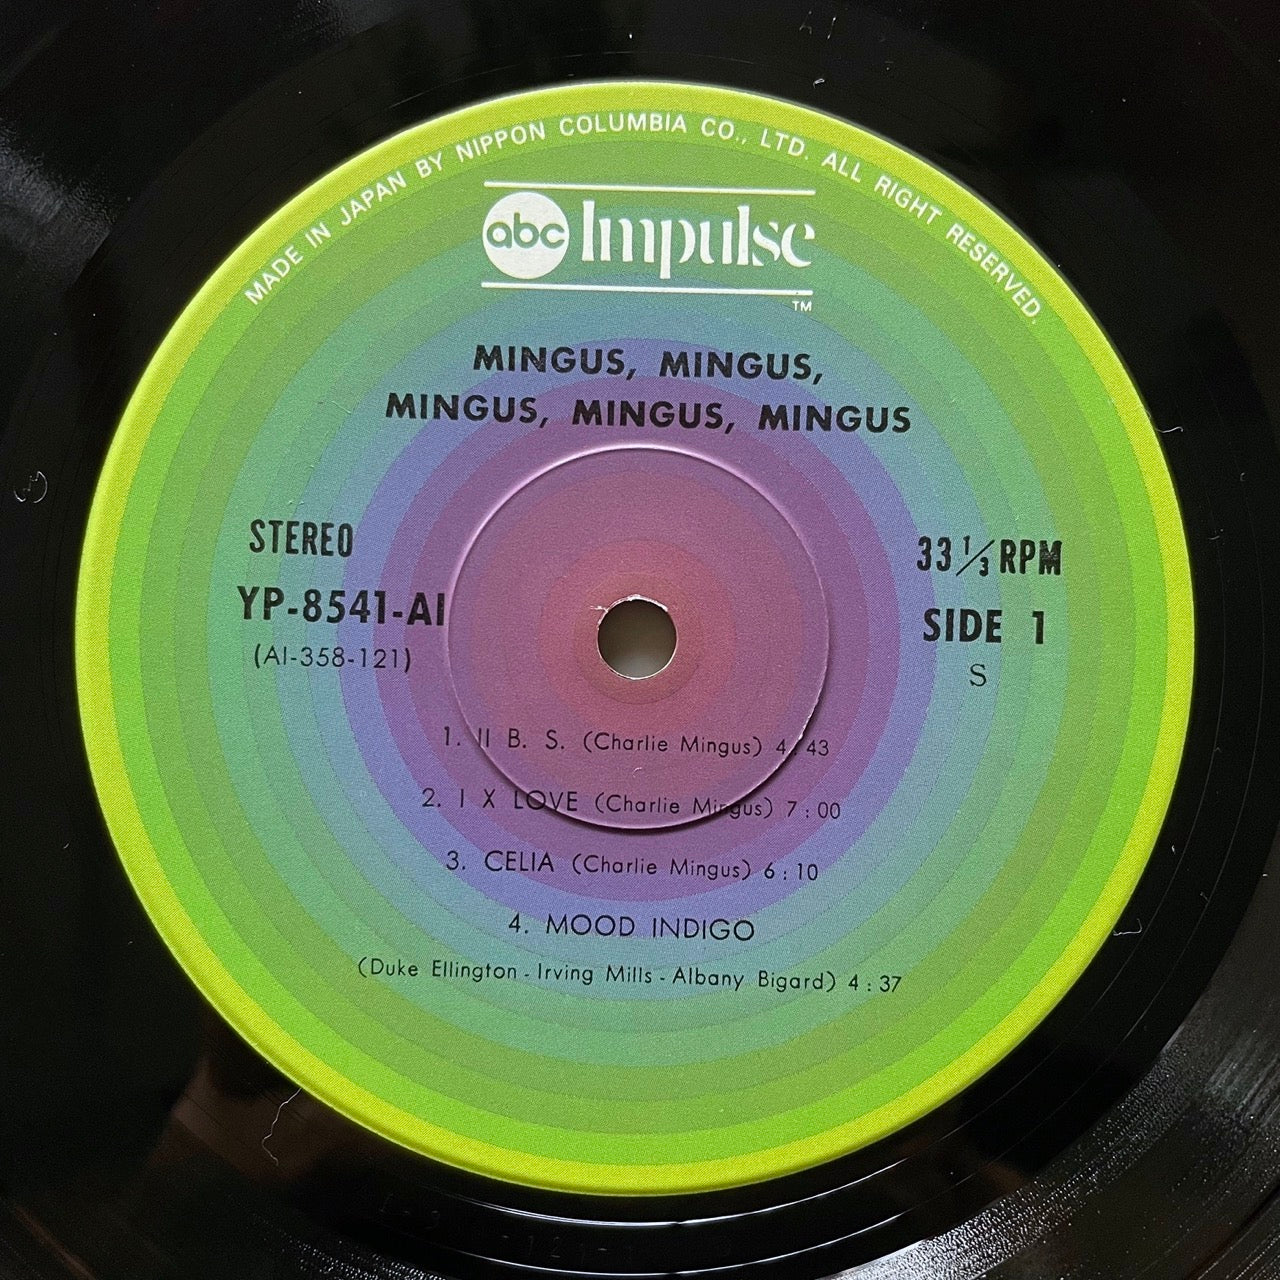 MADE IN JAPAN BY NIPPON COLUMBIA CO., LTD. ALL RIGHT RESERVED.
abc Impulse
TM
MINGUS, MINGUS,
MINGUS, MINGUS, MINGUS
STEREO
33 1/3 RPM
YP-8541-AI
SIDE 1
(AI-358-121)
S
1. II B. S. (Charlie Mingus) 4:43
2. I X LOVE (Charlie Mingus) 7:00
3. CELIA (Charlie Mingus) 6:10
4. MOOD INDIGO
(Duke Ellington-Irving Mills-Albany Bigard) 4:37